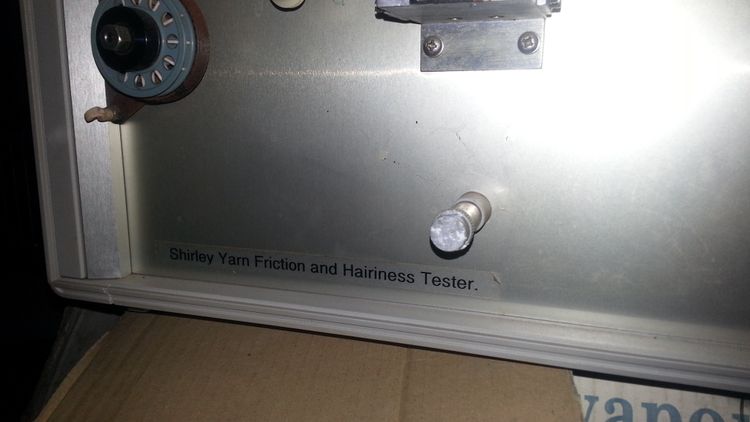 Shirley Yarn Friction and Hairiness Tester.